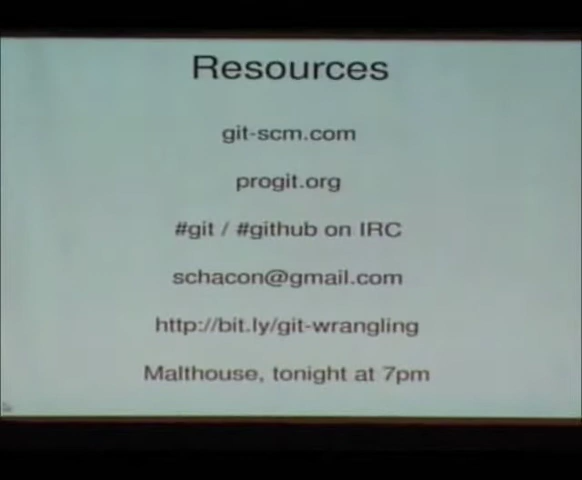 Resources
git-scm.com
progit.org
#git / #github on IRC
schacon@gmail.com
http://bit.ly/git-wrangling
Malthouse, tonight at 7pm